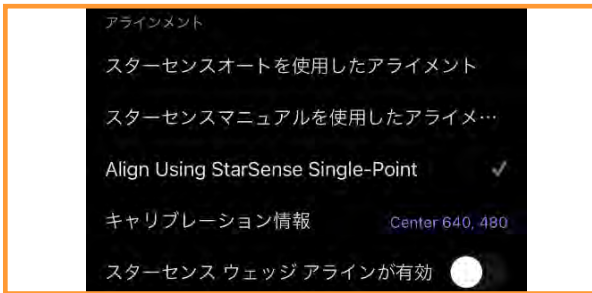 アラインメント
スターセンスオートを使用したアライメント
スターセンスマニュアルを使用したアライメ…
Align Using StarSense Single-Point
キャリブレーション情報 Center 640, 480
スターセンス ウェッジ アラインが有効